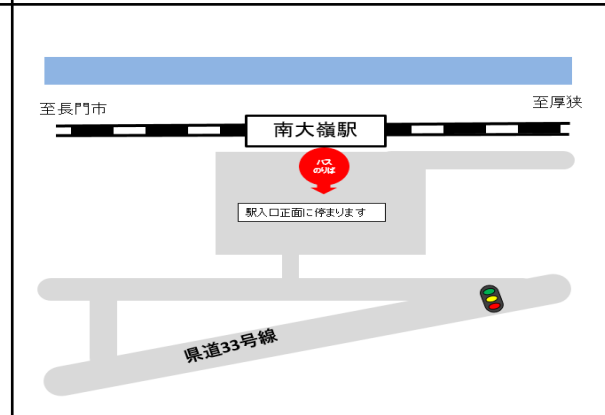 至長門市
至厚狭
南大嶺駅
バス
のりば
駅入口正面に停まります
県道33号線